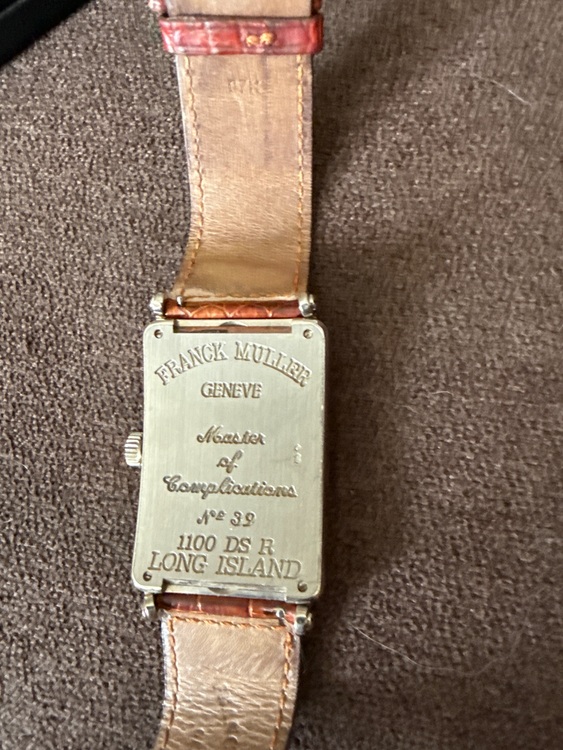 FRANCK MULLER
GENEVE
Master
of
Complications
Nº 32
1100 DS R
LONG ISLAND